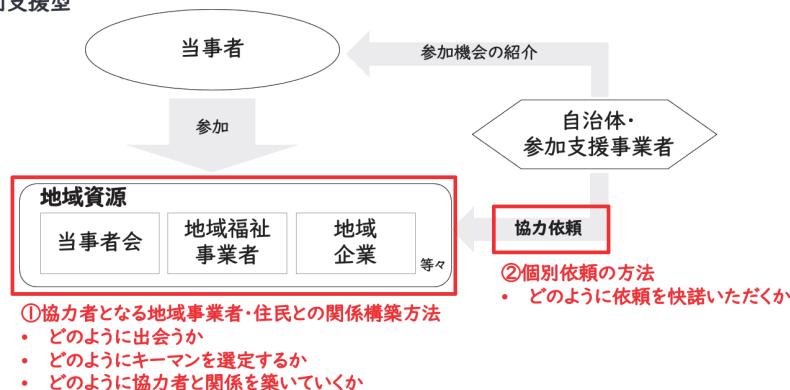 支援型
当事者
参加機会の紹介
参加
自治体・
参加支援事業者
地域資源
当事者会
地域福祉
事業者
地域
企業
等々
協力依頼
②個別依頼の方法
• どのように依頼を快諾いただくか
①協力者となる地域事業者・住民との関係構築方法
• どのように出会うか
• どのようにキーマンを選定するか
• どのように協力者と関係を築いていくか